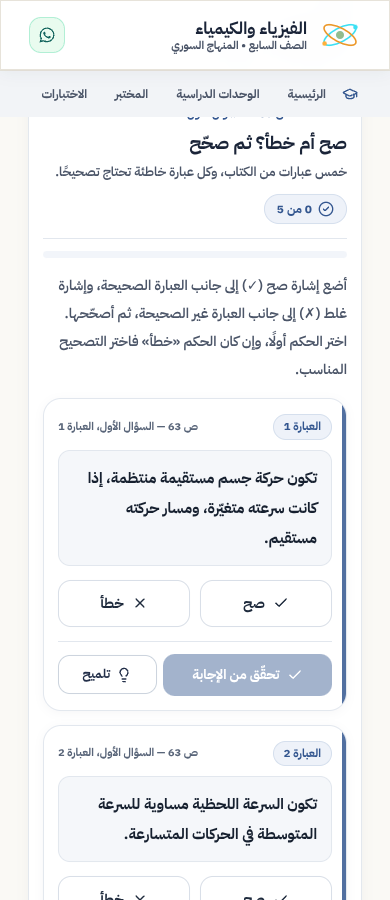 الفيزياء والكيمياء
الصف السابع • المنهاج السوري
الرئيسية
الوحدات الدراسية
المختبر
الاختبارات
صح أم خطأ؟ ثم صحّح
خمس عبارات من الكتاب، وكل عبارة خاطئة تحتاج تصحيحًا.
0 من 5
أضع إشارة صح (✓) إلى جانب العبارة الصحيحة، وإشارة
غلط (✗) إلى جانب العبارة غير الصحيحة، ثم أصحّحها.
اختر الحكم أولًا، وإن كان الحكم «خطأ» فاختر التصحيح
المناسب.
العبارة 1
ص 63 — السؤال الأول، العبارة 1
تكون حركة جسم مستقيمة منتظمة، إذا
كانت سرعته متغيّرة، ومسار حركته
مستقيم.
صح
خطأ
تحقّق من الإجابة
تلميح
العبارة 2
ص 63 — السؤال الأول، العبارة 2
تكون السرعة اللحظية مساوية للسرعة
المتوسطة في الحركات المتسارعة.
صح
خطأ